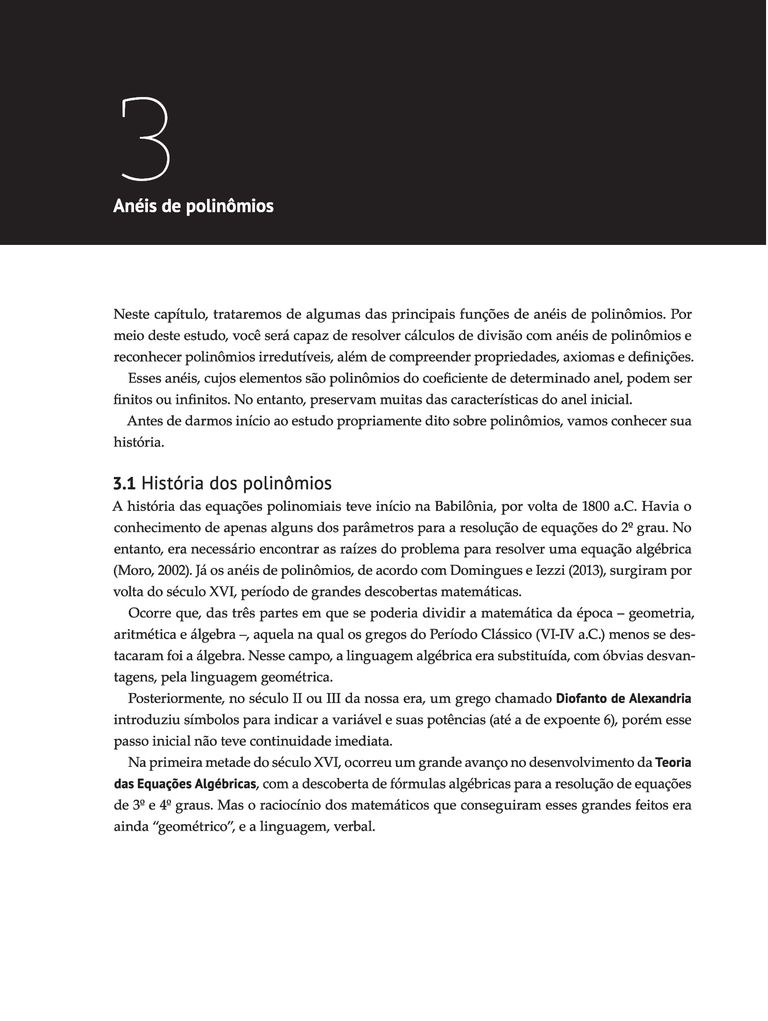 3
Anéis de polinômios
Neste capítulo, trataremos de algumas das principais funções de anéis de polinômios. Por
meio deste estudo, você será capaz de resolver cálculos de divisão com anéis de polinômios e
reconhecer polinômios irredutíveis, além de compreender propriedades, axiomas e definições.
Esses anéis, cujos elementos são polinômios do coeficiente de determinado anel, podem ser
finitos ou infinitos. No entanto, preservam muitas das características do anel inicial.
Antes de darmos início ao estudo propriamente dito sobre polinômios, vamos conhecer sua
história.
3.1 História dos polinômios
A história das equações polinomiais teve início na Babilônia, por volta de 1800 a.C. Havia o
conhecimento de apenas alguns dos parâmetros para a resolução de equações do 2º grau. No
entanto, era necessário encontrar as raízes do problema para resolver uma equação algébrica
(Moro, 2002). Já os anéis de polinômios, de acordo com Domingues e Iezzi (2013), surgiram por
volta do século XVI, período de grandes descobertas matemáticas.
Ocorre que, das três partes em que se poderia dividir a matemática da época – geometria,
aritmética e álgebra –, aquela na qual os gregos do Período Clássico (VI-IV a.C.) menos se des-
tacaram foi a álgebra. Nesse campo, a linguagem algébrica era substituída, com óbvias desvan-
tagens, pela linguagem geométrica.
Posteriormente, no século II ou III da nossa era, um grego chamado Diofanto de Alexandria
introduziu símbolos para indicar a variável e suas potências (até a de expoente 6), porém esse
passo inicial não teve continuidade imediata.
Na primeira metade do século XVI, ocorreu um grande avanço no desenvolvimento da Teoria
das Equações Algébricas, com a descoberta de fórmulas algébricas para a resolução de equações
de 3º e 4º graus. Mas o raciocínio dos matemáticos que conseguiram esses grandes feitos era
ainda “geométrico”, e a linguagem, verbal.